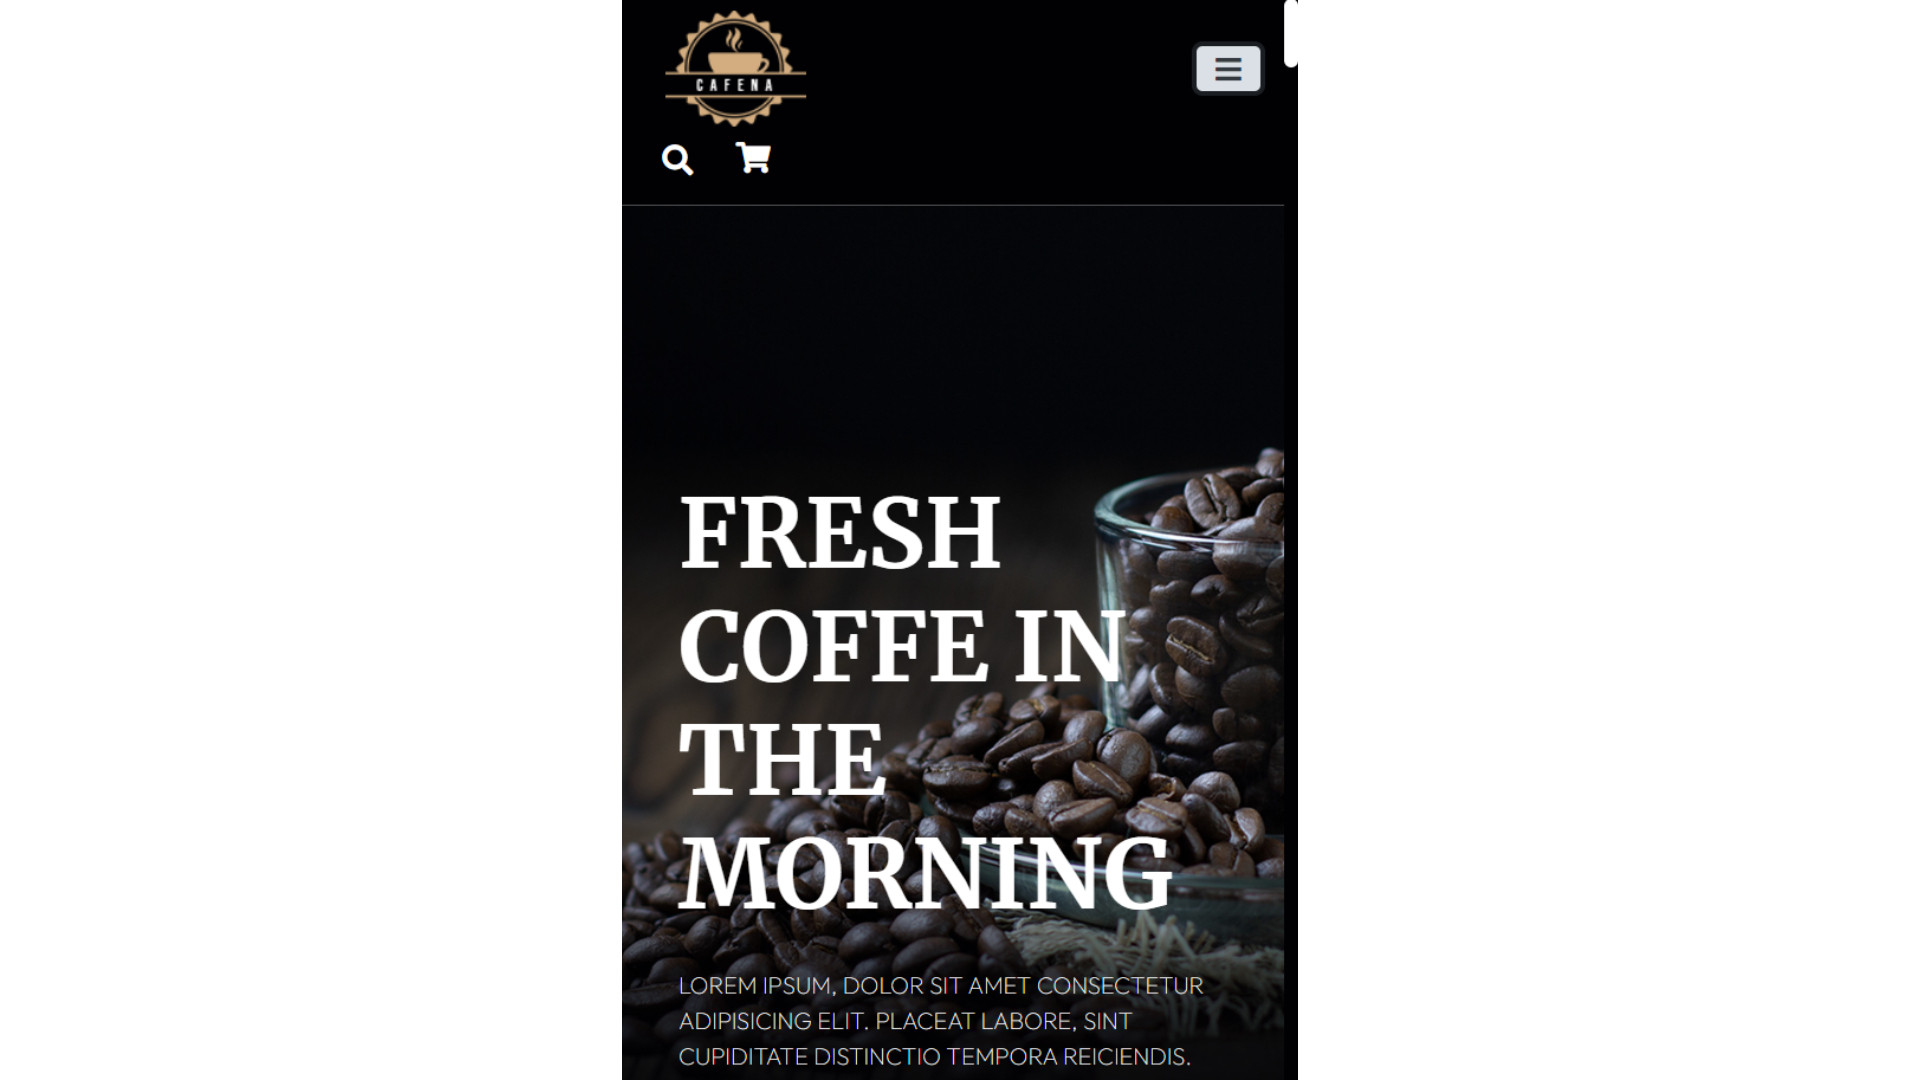 CAFENA
FRESH
COFFE IN
THE
MORNING
LOREM IPSUM, DOLOR SIT AMET CONSECTETUR
ADIPISICING ELIT. PLACEAT LABORE, SINT
CUPIDITATE DISTINCTIO TEMPORA REICIENDIS.